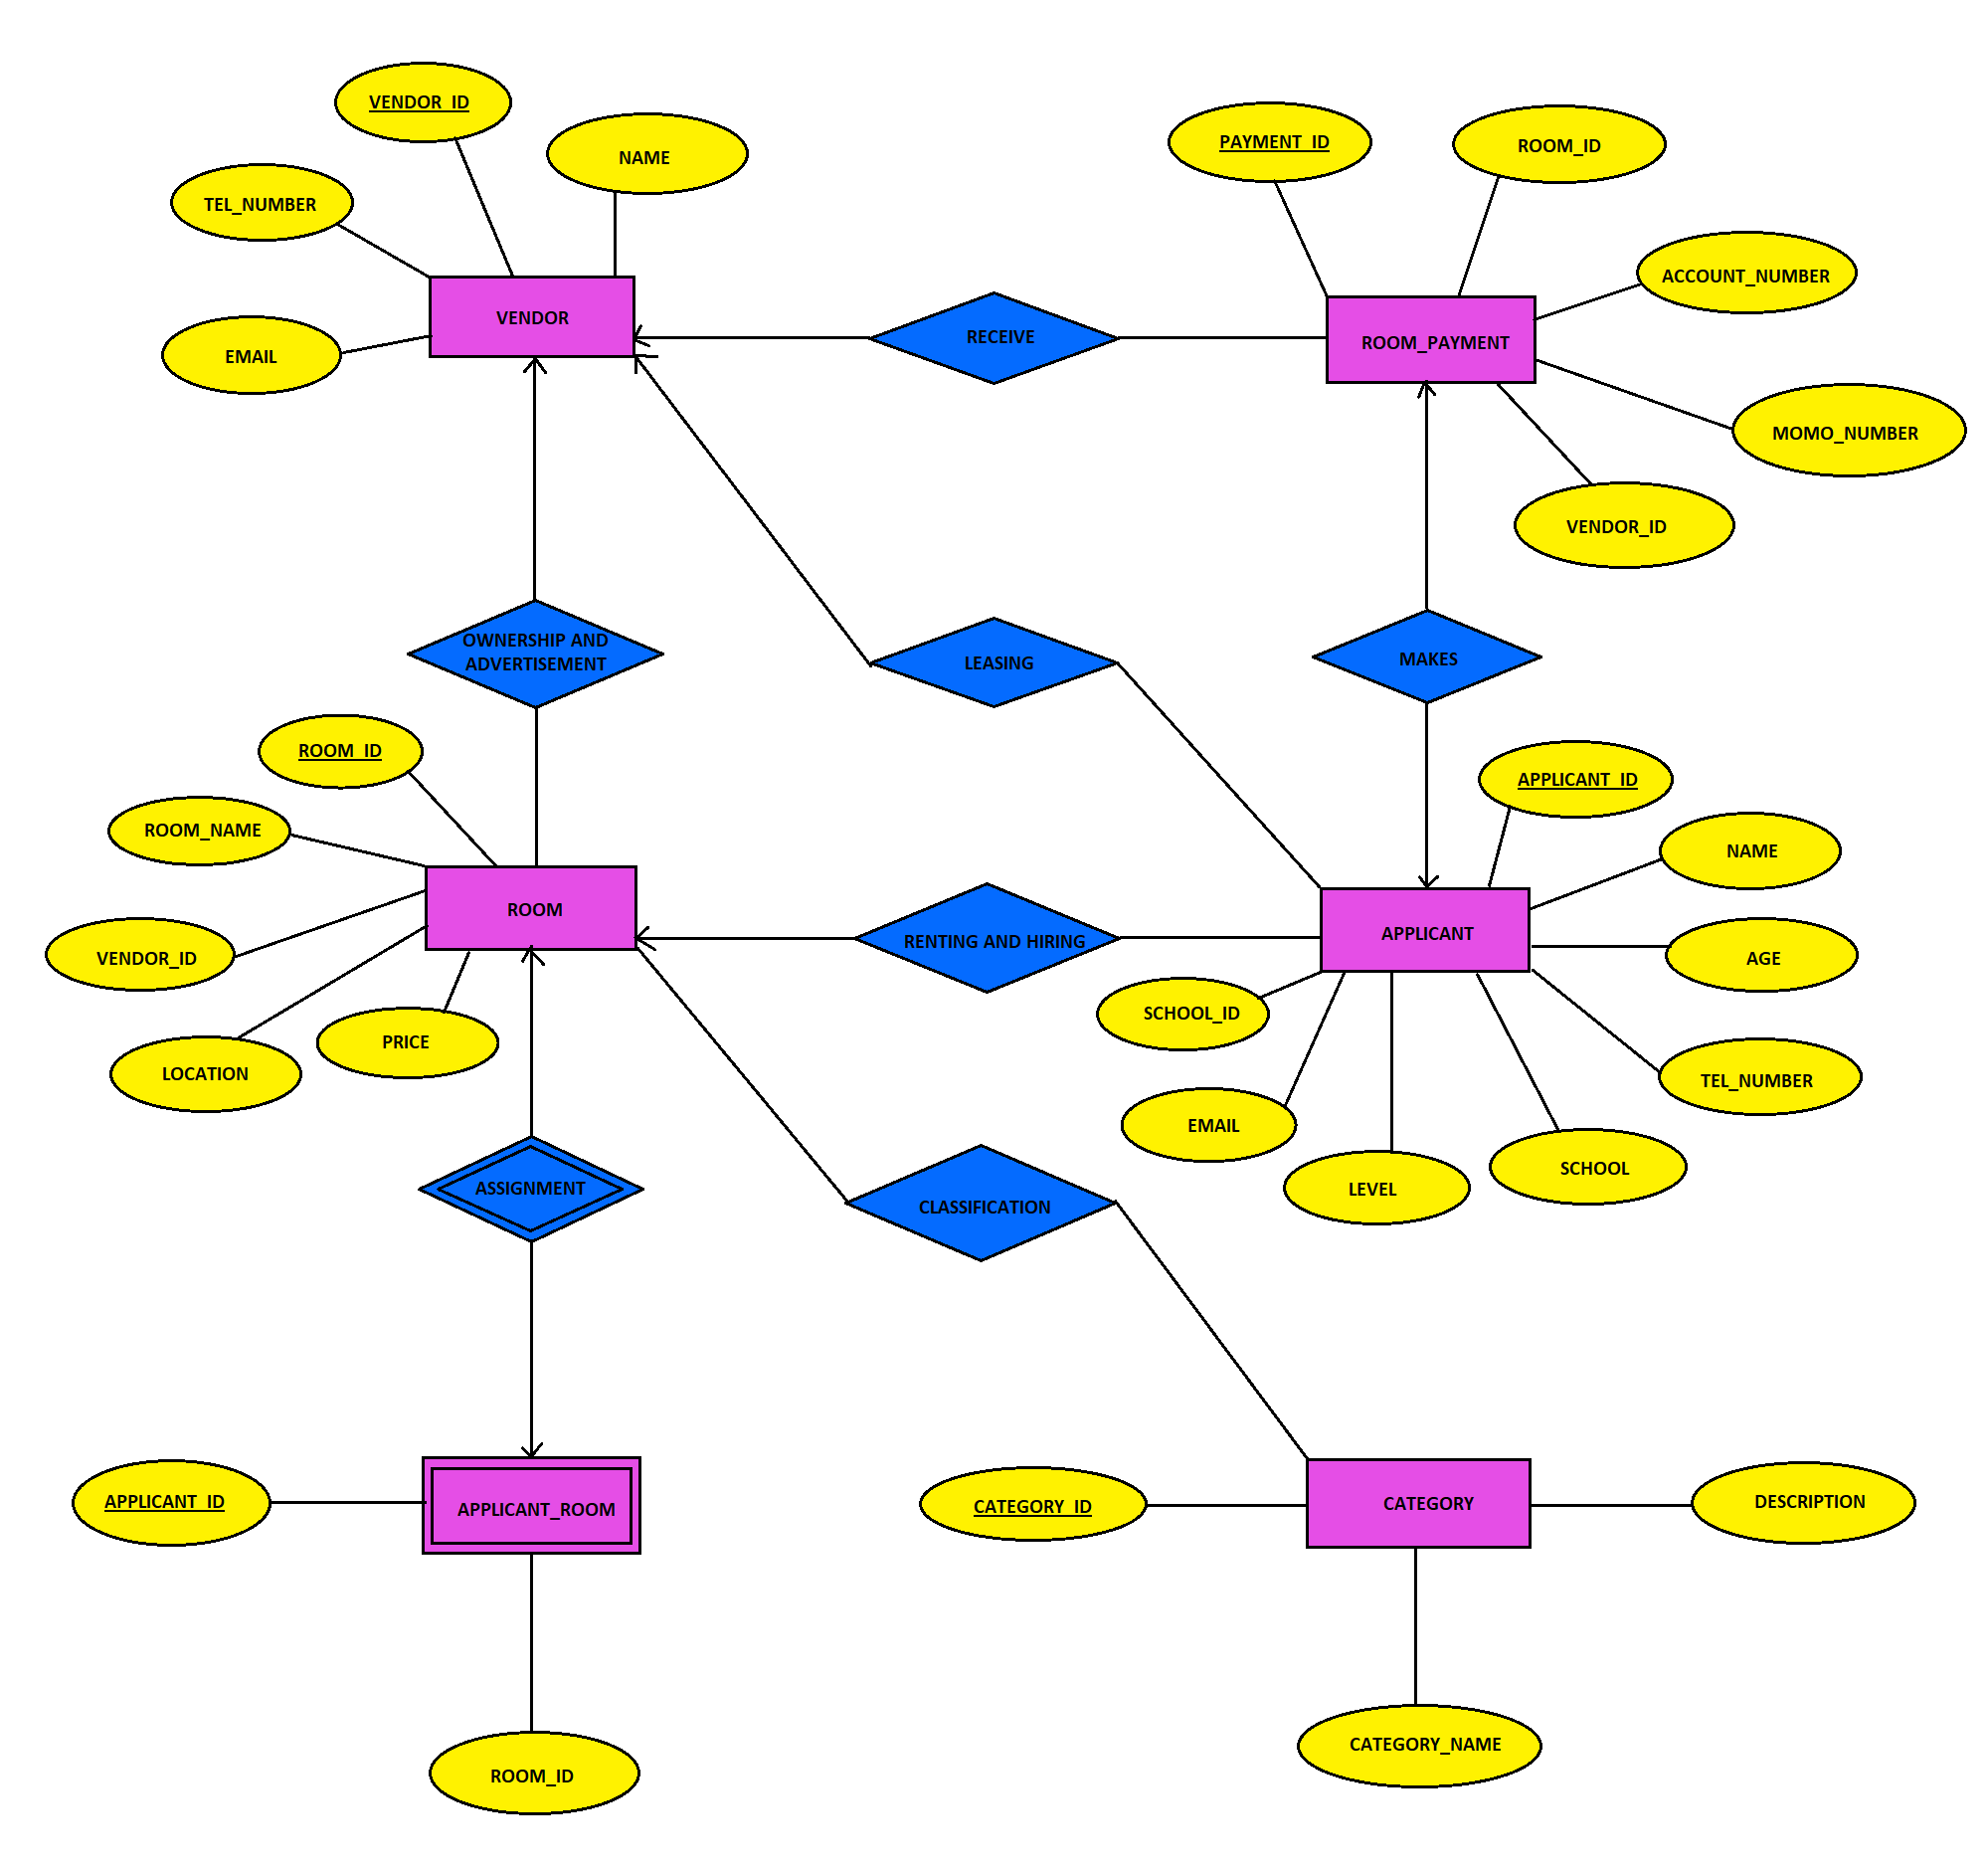 VENDOR_ID
NAME
TEL_NUMBER
EMAIL
VENDOR
RECEIVE
PAYMENT_ID
ROOM_ID
ACCOUNT_NUMBER
ROOM_PAYMENT
MOMO_NUMBER
VENDOR_ID
OWNERSHIP AND
ADVERTISEMENT
LEASING
MAKES
ROOM_ID
ROOM_NAME
VENDOR_ID
LOCATION
PRICE
ROOM
RENTING AND HIRING
APPLICANT_ID
NAME
APPLICANT
AGE
TEL_NUMBER
SCHOOL_ID
EMAIL
LEVEL
SCHOOL
ASSIGNMENT
CLASSIFICATION
APPLICANT_ID
APPLICANT_ROOM
ROOM_ID
CATEGORY_ID
CATEGORY
DESCRIPTION
CATEGORY_NAME